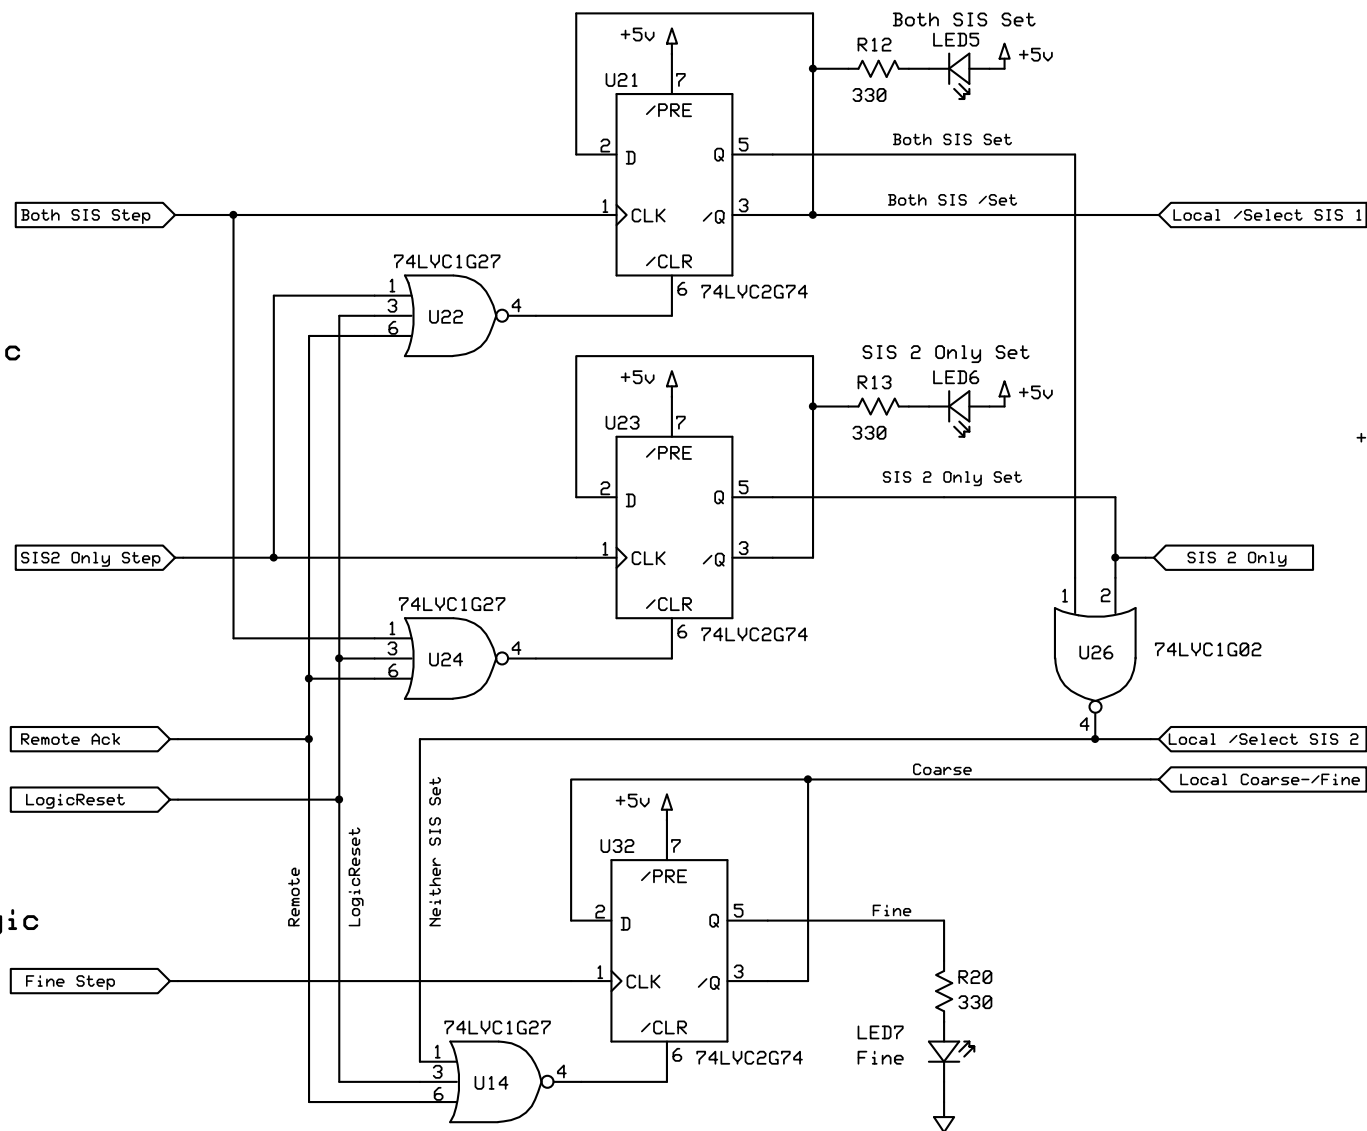 Both SIS Set
+5v
R12
LED5
+5v
330
U21
7
/PRE
2
D
Q
5
Both SIS Set
Both SIS Step
1
CLK
/Q
3
Both SIS /Set
Local /Select SIS 1
/CLR
74LVC1G27
6
74LVC2G74
1
3
6
U22
4
c
SIS 2 Only Set
+5v
R13
LED6
+5v
330
U23
7
+
/PRE
2
D
Q
5
SIS 2 Only Set
SIS2 Only Step
1
CLK
/Q
3
SIS 2 Only
/CLR
74LVC1G27
6
74LVC2G74
1
2
1
3
6
U24
4
U26
74LVC1G02
4
Remote Ack
Local /Select SIS 2
Coarse
Local Coarse-/Fine
LogicReset
+5v
Remote
LogicReset
Neither SIS Set
U32
7
/PRE
gic
2
D
Q
5
Fine
Fine Step
1
CLK
/Q
3
R20
330
/CLR
74LVC1G27
6
74LVC2G74
LED7
Fine
1
3
6
U14
4